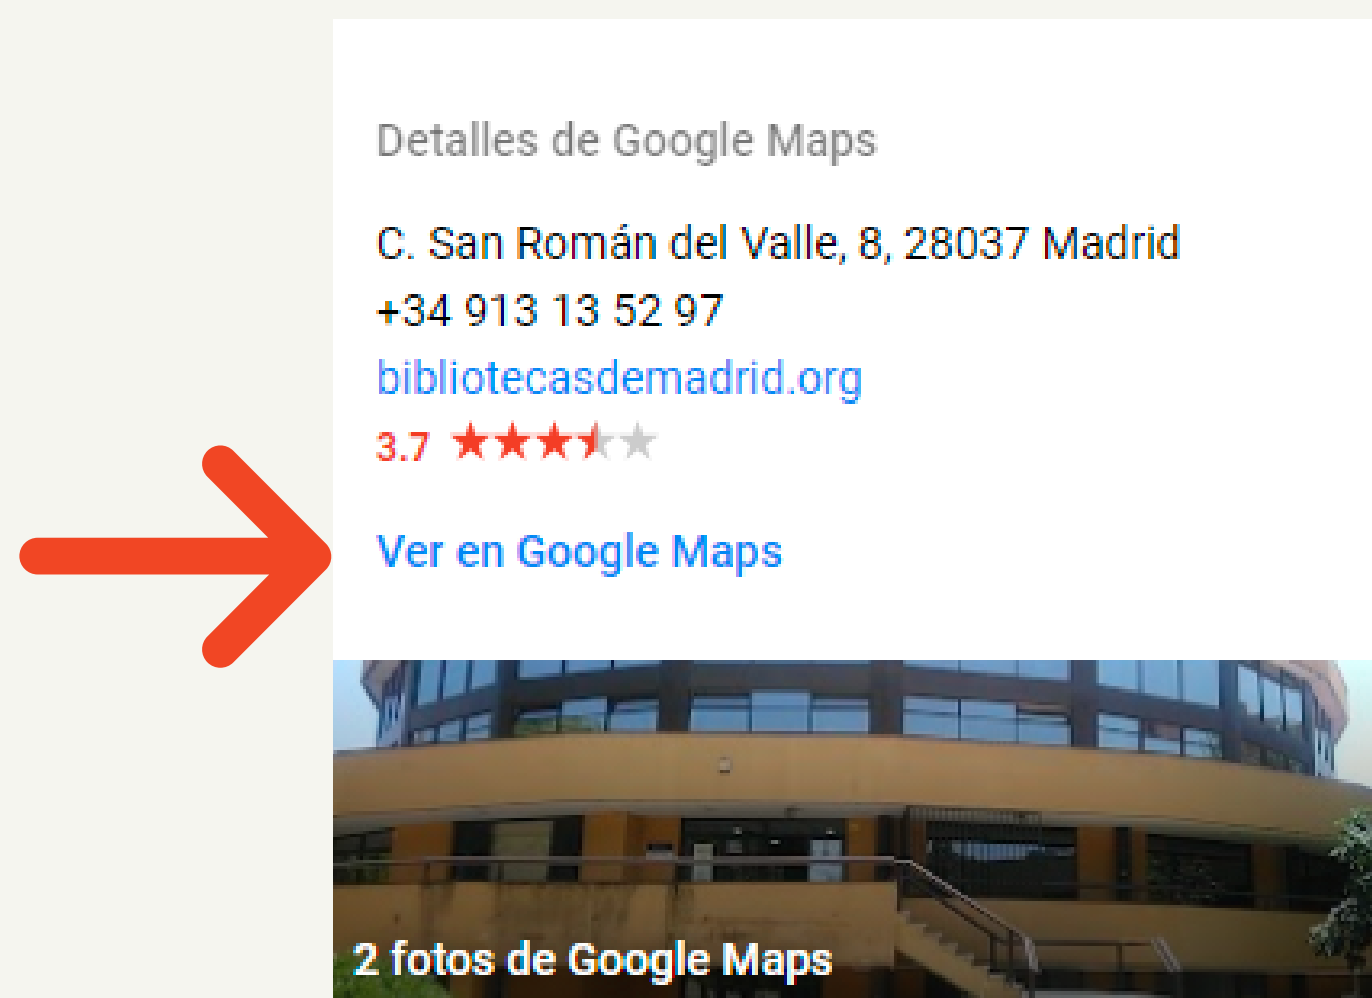 Detalles de Google Maps
C. San Román del Valle, 8, 28037 Madrid
+34 913 13 52 97
bibliotecasdemadrid.org
3.7
Ver en Google Maps
2 fotos de Google Maps